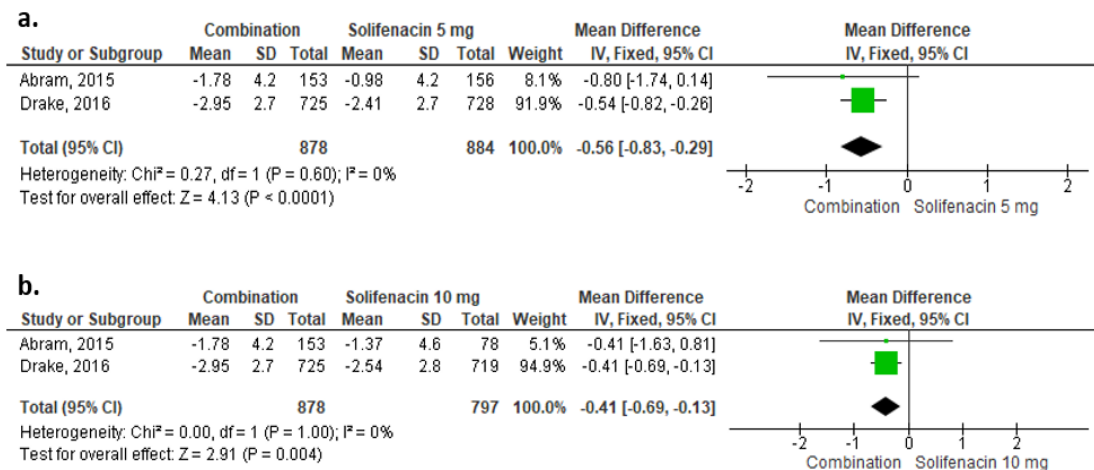 a.
Combination Solifenacin 5 mg Mean Difference Mean Difference
Study or Subgroup Mean SD Total Mean SD Total Weight IV, Fixed, 95% CI IV, Fixed, 95% CI
Abram, 2015 -1.78 4.2 153 -0.98 4.2 156 8.1% -0.80 [-1.74, 0.14]
Drake, 2016 -2.95 2.7 725 -2.41 2.7 728 91.9% -0.54 [-0.82, -0.26]
Total (95% CI) 878 884 100.0% -0.56 [-0.83, -0.29]
Heterogeneity: Chi² = 0.27, df = 1 (P = 0.60); I² = 0%
Test for overall effect: Z = 4.13 (P < 0.0001)
-2 -1 0 1 2
Combination Solifenacin 5 mg
b.
Combination Solifenacin 10 mg Mean Difference Mean Difference
Study or Subgroup Mean SD Total Mean SD Total Weight IV, Fixed, 95% CI IV, Fixed, 95% CI
Abram, 2015 -1.78 4.2 153 -1.37 4.6 78 5.1% -0.41 [-1.63, 0.81]
Drake, 2016 -2.95 2.7 725 -2.54 2.8 719 94.9% -0.41 [-0.69, -0.13]
Total (95% CI) 878 797 100.0% -0.41 [-0.69, -0.13]
Heterogeneity: Chi² = 0.00, df = 1 (P = 1.00); I² = 0%
Test for overall effect: Z = 2.91 (P = 0.004)
-2 -1 0 1 2
Combination Solifenacin 10 mg